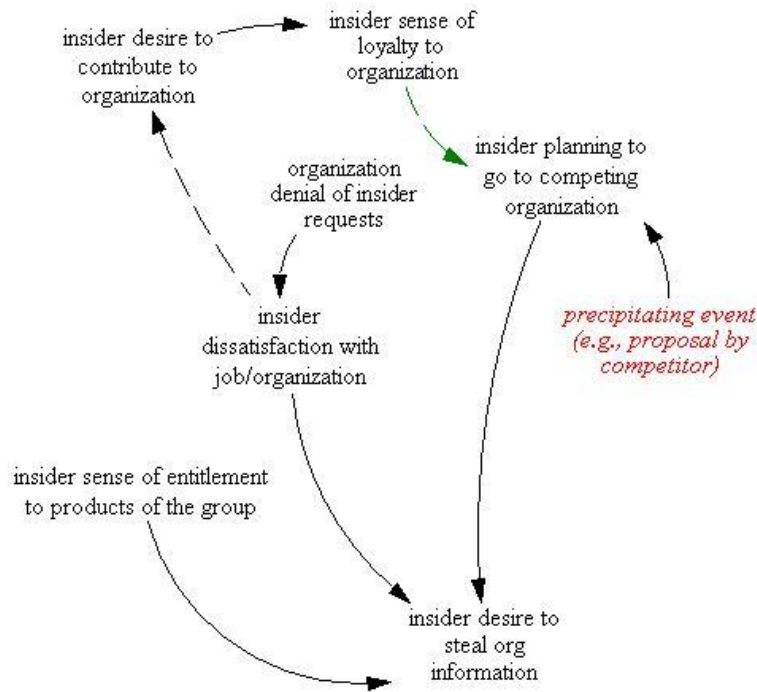 insider desire to
contribute to
organization
insider sense of
loyalty to
organization
insider planning to
go to competing
organization
organization
denial of insider
requests
precipitating event
(e.g., proposal by
competitor)
insider
dissatisfaction with
job/organization
insider sense of entitlement
to products of the group
insider desire to
steal org
information